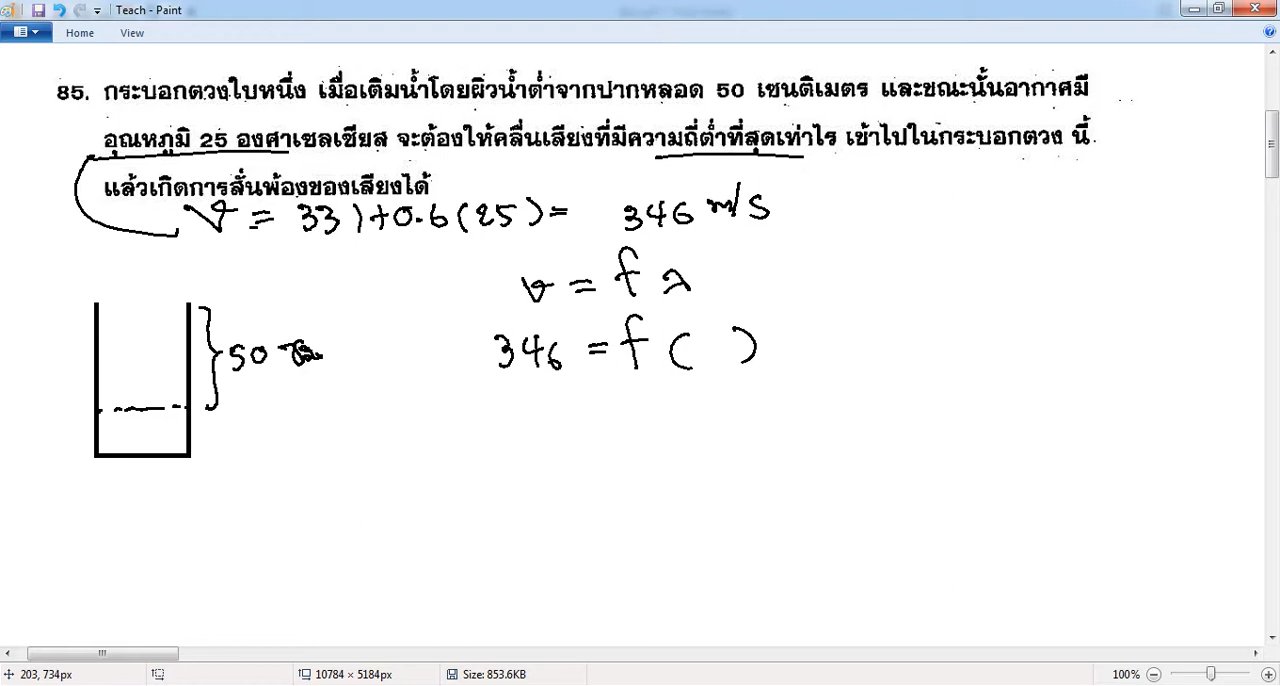 Teach - Paint
Home View
85. กระบอกตวงใบหนึ่ง เมื่อเติมน้ำโดยผิวน้ำต่ำจากปากหลอด 50 เซนติเมตร และขณะนั้นอากาศมี
อุณหภูมิ 25 องศาเซลเซียส จะต้องให้คลื่นเสียงที่มีความถี่ต่ำที่สุดเท่าไร เข้าไปในกระบอกตวง นี้
แล้วเกิดการสั่นพ้องของเสียงได้
v = 331+0.6(25) = 346 m/s
v = f λ
346 = f ( )
50 ซม.
203, 734px 10784 × 5184px Size: 853.6KB 100%